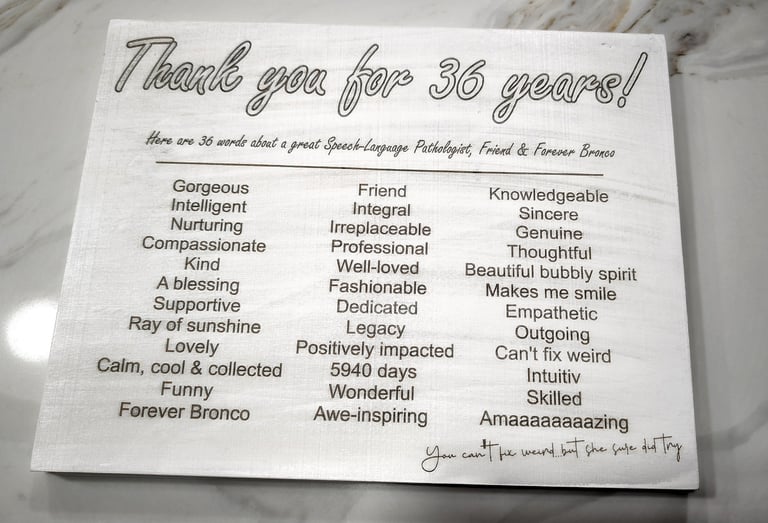 Thank you for 36 years!
Here are 36 words about a great Speech-Language Pathologist, Friend & Forever Bronco
Gorgeous
Intelligent
Nurturing
Compassionate
Kind
A blessing
Supportive
Ray of sunshine
Lovely
Calm, cool & collected
Funny
Forever Bronco
Friend
Integral
Irreplaceable
Professional
Well-loved
Fashionable
Dedicated
Legacy
Positively impacted
5940 days
Wonderful
Awe-inspiring
Knowledgeable
Sincere
Genuine
Thoughtful
Beautiful bubbly spirit
Makes me smile
Empathetic
Outgoing
Can't fix weird
Intuitiv
Skilled
Amaaaaaaaazing
You can't fix weird..but she sure did try